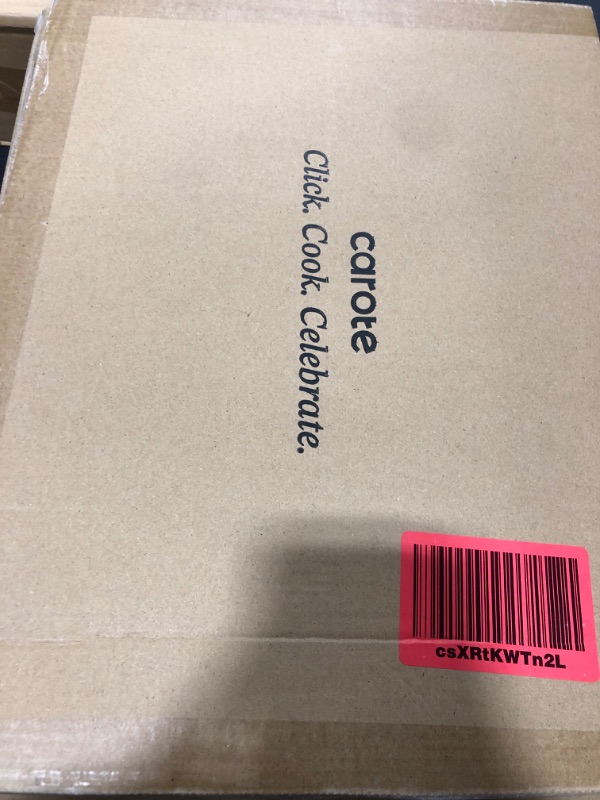 carote
Click. Cook. Celebrate.
csXRtKWTn2L